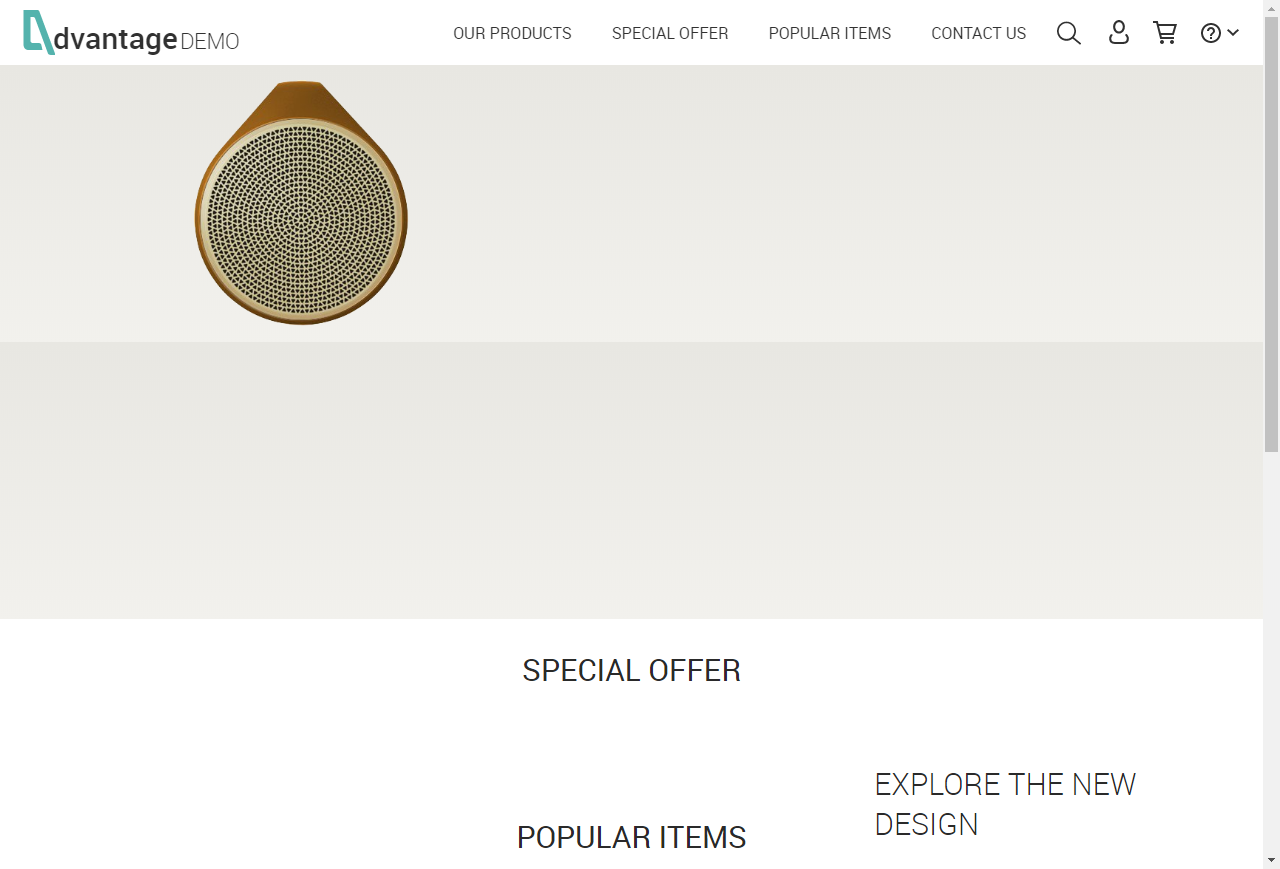 dvantage DEMO
OUR PRODUCTS SPECIAL OFFER POPULAR ITEMS CONTACT US
SPECIAL OFFER
EXPLORE THE NEW
DESIGN
POPULAR ITEMS